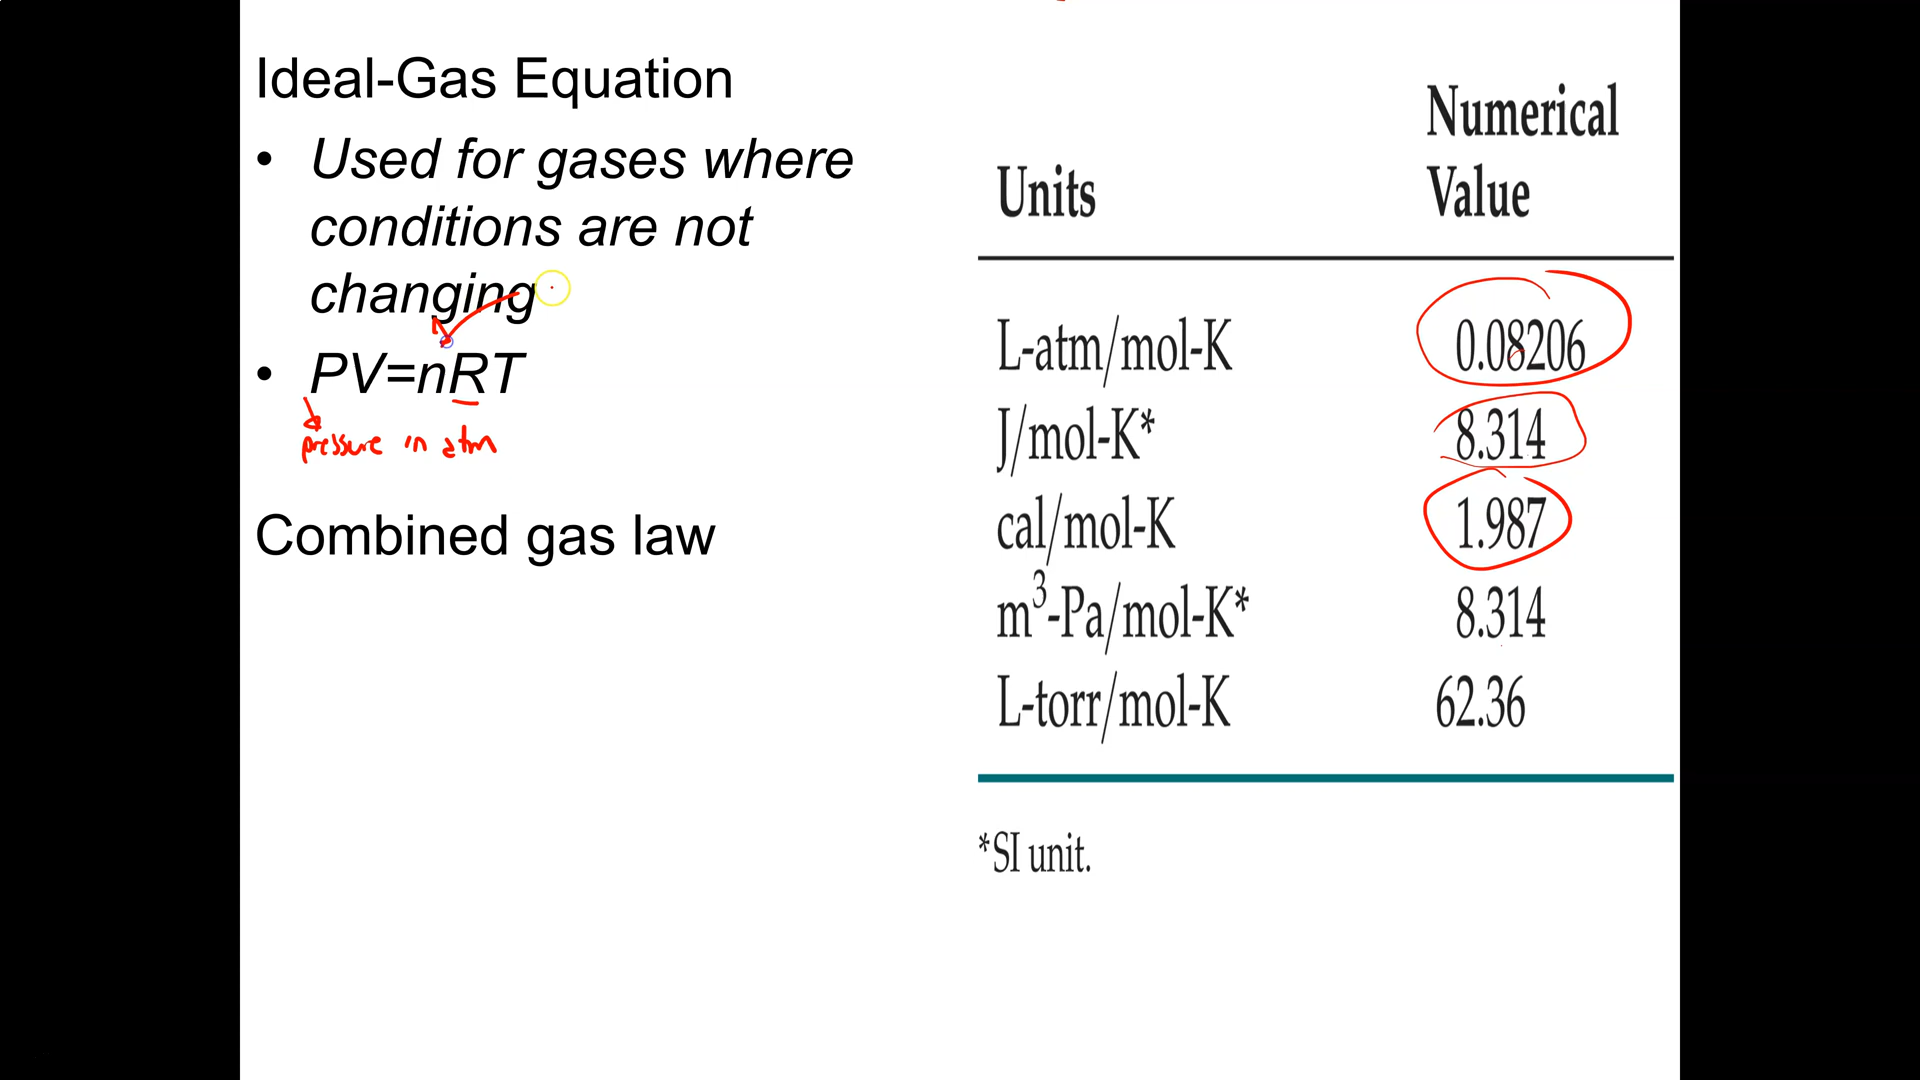 Ideal-Gas Equation
• Used for gases where
conditions are not
changing
• PV=nRT
pressure in atm
Combined gas law
Units Numerical Value
L-atm/mol-K 0.08206
J/mol-K* 8.314
cal/mol-K 1.987
m³-Pa/mol-K* 8.314
L-torr/mol-K 62.36
*SI unit.